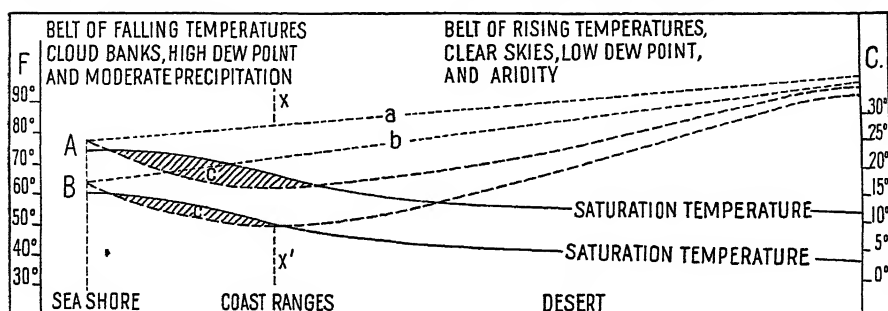 BELT OF FALLING TEMPERATURES
CLOUD BANKS, HIGH DEW POINT
AND MODERATE PRECIPITATION
BELT OF RISING TEMPERATURES,
CLEAR SKIES, LOW DEW POINT,
AND ARIDITY
F
C.
X
90°
80°
70°
60°
50°
40°
30°
A
B
a
b
c
c
30°
25°
20°
15°
10°
5°
0°
SATURATION TEMPERATURE
SATURATION TEMPERATURE
X'
SEA SHORE
COAST RANGES
DESERT